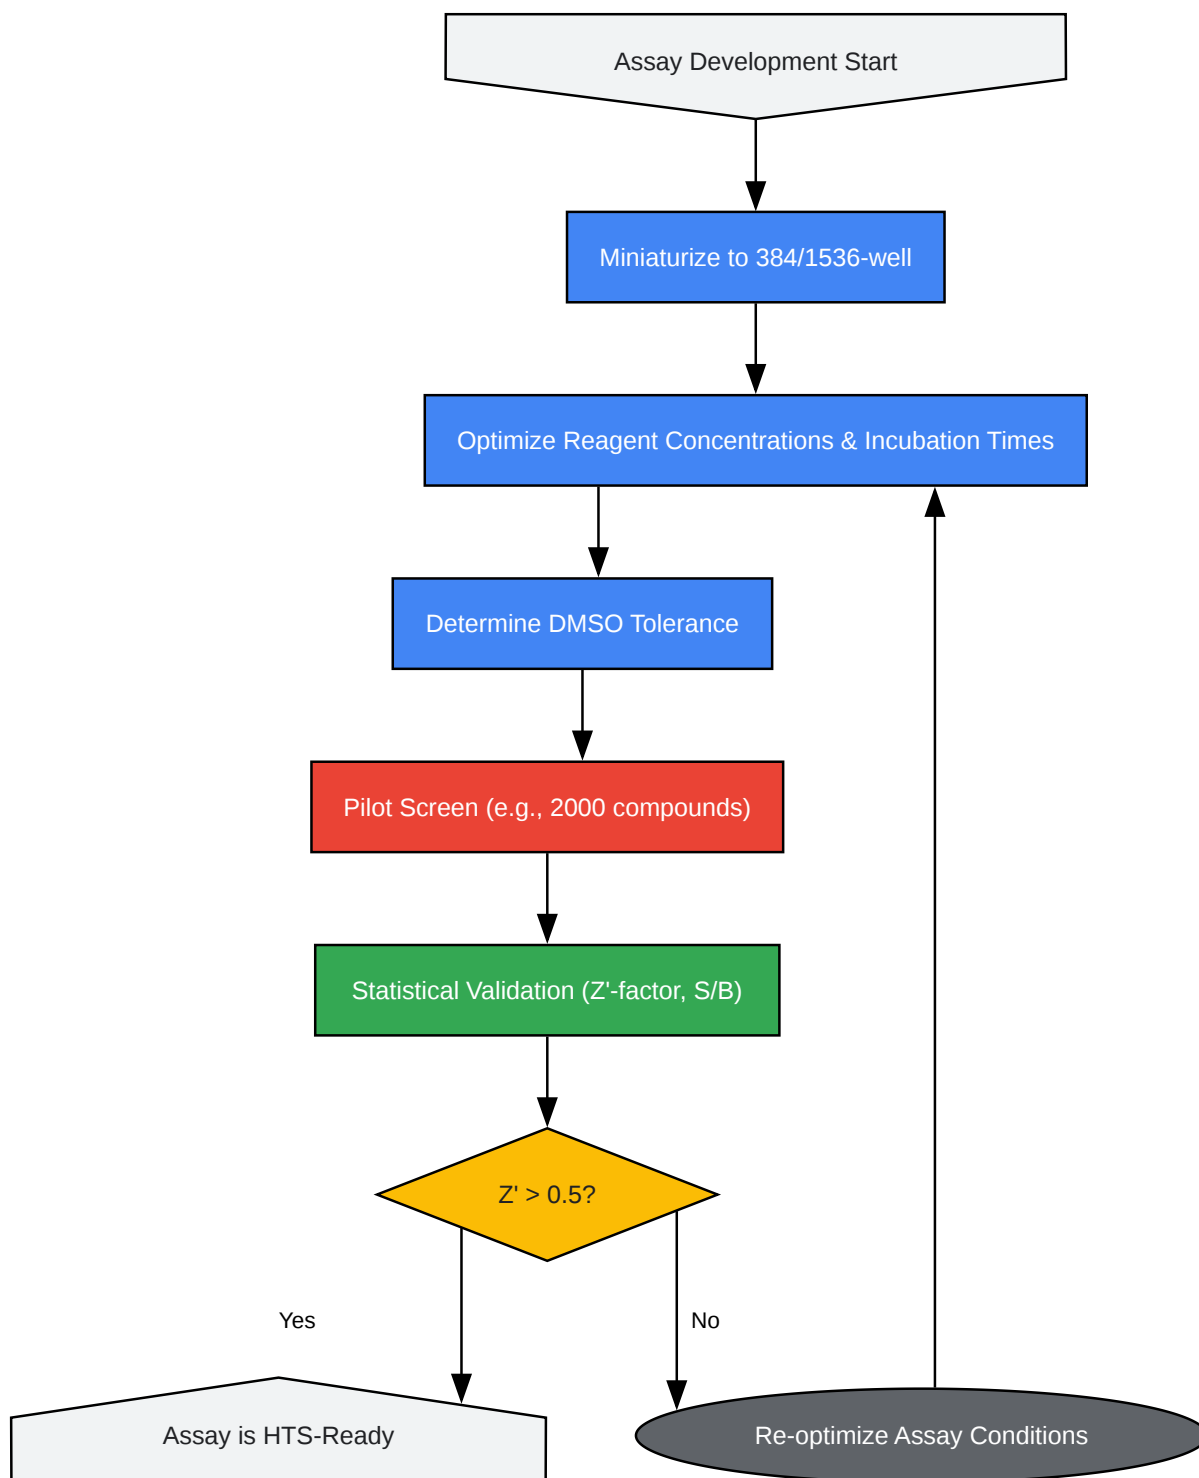 Assay Development Start
Miniaturize to 384/1536-well
Optimize Reagent Concentrations & Incubation Times
Determine DMSO Tolerance
Pilot Screen (e.g., 2000 compounds)
Statistical Validation (Z'-factor, S/B)
Z' > 0.5?
Yes
No
Assay is HTS-Ready
Re-optimize Assay Conditions